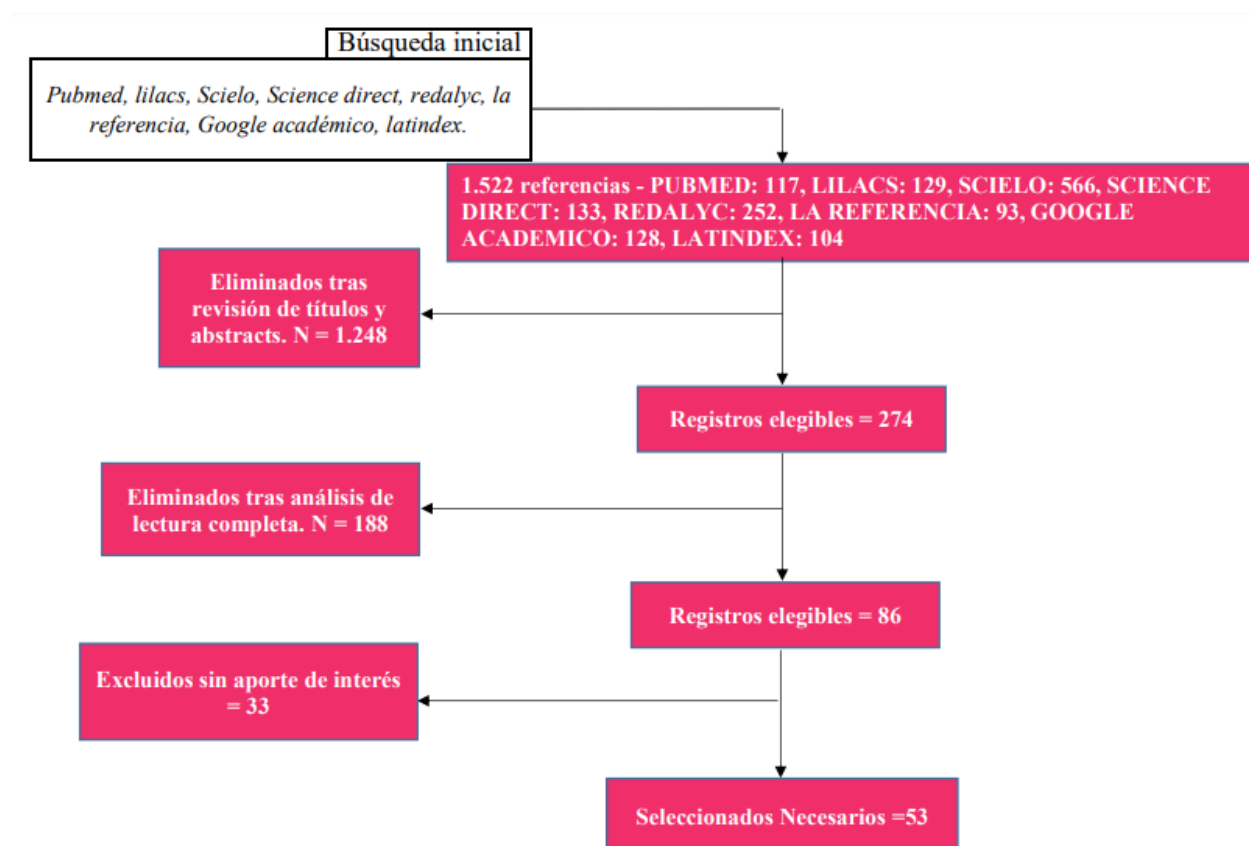 Búsqueda inicial
Pubmed, lilacs, Scielo, Science direct, redalyc, la
referencia, Google académico, latindex.
1.522 referencias - PUBMED: 117, LILACS: 129, SCIELO: 566, SCIENCE
DIRECT: 133, REDALYC: 252, LA REFERENCIA: 93, GOOGLE
ACADEMICO: 128, LATINDEX: 104
Eliminados tras
revisión de títulos y
abstracts. N = 1.248
Registros elegibles = 274
Eliminados tras análisis de
lectura completa. N = 188
Registros elegibles = 86
Excluidos sin aporte de interés
= 33
Seleccionados Necesarios =53